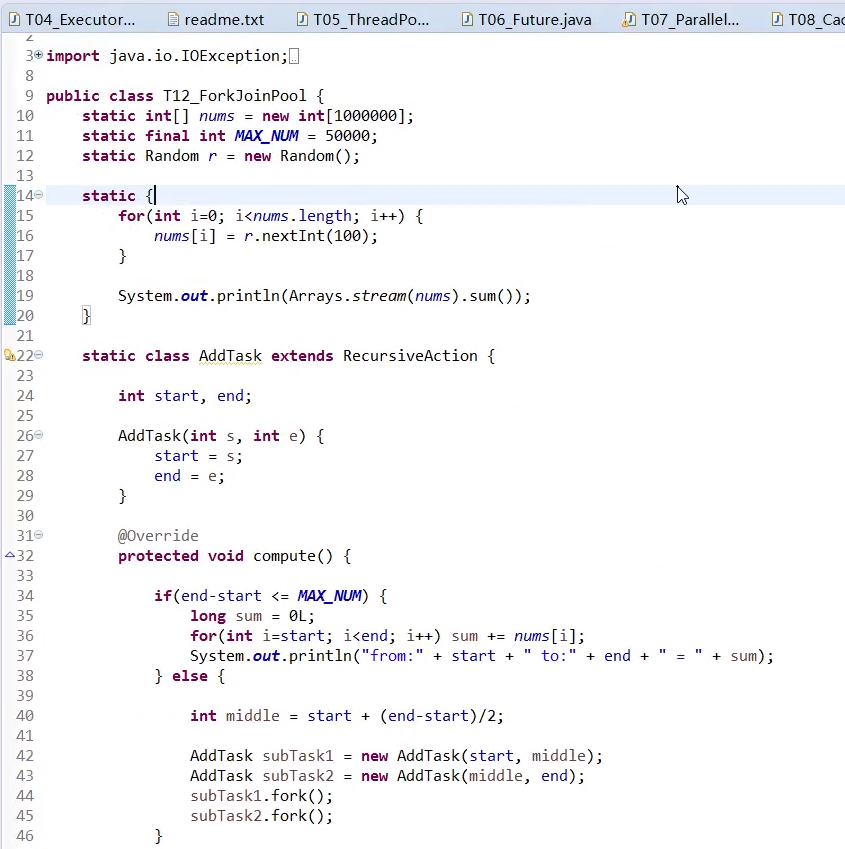 T04_Executor... readme.txt T05_ThreadPo... T06_Future.java T07_Parallel... T08_Cac
2
3 import java.io.IOException;
8
9 public class T12_ForkJoinPool {
10 static int[] nums = new int[1000000];
11 static final int MAX_NUM = 50000;
12 static Random r = new Random();
13
14 static {
15 for(int i=0; i<nums.length; i++) {
16 nums[i] = r.nextInt(100);
17 }
18
19 System.out.println(Arrays.stream(nums).sum());
20 }
21
22 static class AddTask extends RecursiveAction {
23
24 int start, end;
25
26 AddTask(int s, int e) {
27 start = s;
28 end = e;
29 }
30
31 @Override
32 protected void compute() {
33
34 if(end-start <= MAX_NUM) {
35 long sum = 0L;
36 for(int i=start; i<end; i++) sum += nums[i];
37 System.out.println("from:" + start + " to:" + end + " = " + sum);
38 } else {
39
40 int middle = start + (end-start)/2;
41
42 AddTask subTask1 = new AddTask(start, middle);
43 AddTask subTask2 = new AddTask(middle, end);
44 subTask1.fork();
45 subTask2.fork();
46 }